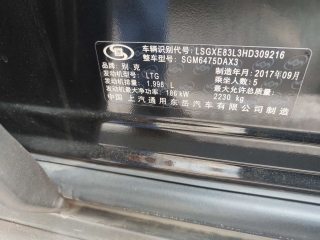 车辆识别代号: LSGXE83L3HD309216
整车型号: SGM6475DAX3
品牌: 别克 制造年月: 2017年09月
发动机型号: LTG 乘坐人数: 5
发动机排量: 1,998 L 最大允许总质量:
发动机最大净功率: 186 kW 2230 kg
中国上汽通用东岳汽车有限公司制造